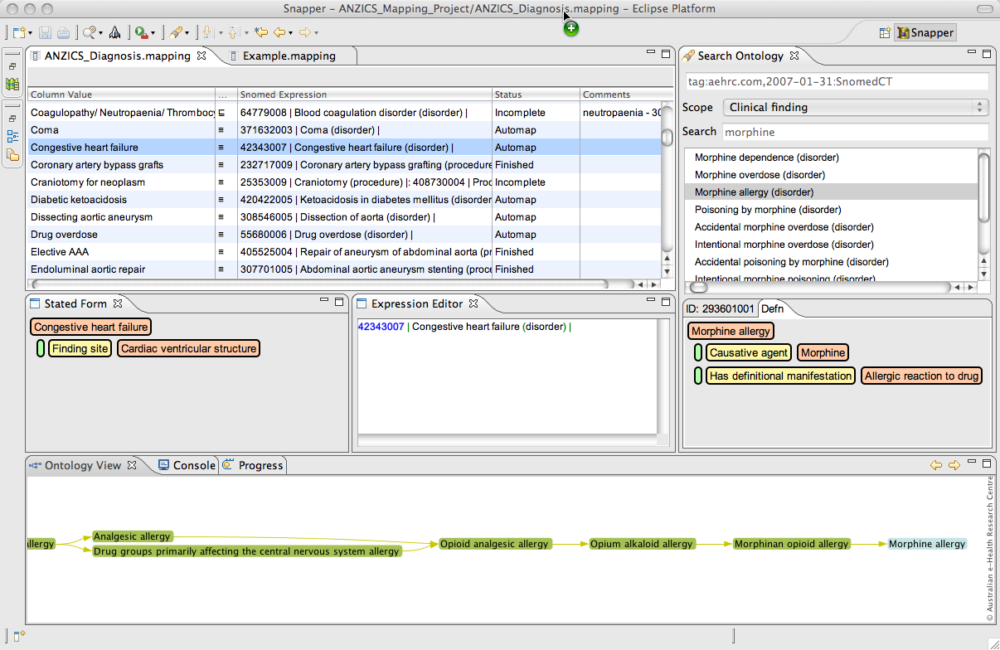 Snapper – ANZICS_Mapping_Project/ANZICS_Diagnosis.mapping – Eclipse Platform
Snapper
ANZICS_Diagnosis.mapping
Example.mapping
Column Value ... Snomed Expression Status Comments
Coagulopathy/ Neutropaenia/ Thrombocy ⊑ 64779008 | Blood coagulation disorder (disorder) | Incomplete neutropaenia - 30
Coma ≡ 371632003 | Coma (disorder) | Automap
Congestive heart failure ≡ 42343007 | Congestive heart failure (disorder) | Automap
Coronary artery bypass grafts ≡ 232717009 | Coronary artery bypass grafting (procedure Finished
Craniotomy for neoplasm ≡ 25353009 | Craniotomy (procedure) |: 408730004 | Proc Incomplete
Diabetic ketoacidosis ≡ 420422005 | Ketoacidosis in diabetes mellitus (disorder Automap
Dissecting aortic aneurysm ≡ 308546005 | Dissection of aorta (disorder) | Automap
Drug overdose ≡ 55680006 | Drug overdose (disorder) | Automap
Elective AAA ≡ 405525004 | Repair of aneurysm of abdominal aorta (pr Finished
Endoluminal aortic repair ≡ 307701005 | Abdominal aortic aneurysm stenting (proce Finished
Search Ontology
tag:aehrc.com,2007-01-31:SnomedCT
Scope Clinical finding
Search morphine
Morphine dependence (disorder)
Morphine overdose (disorder)
Morphine allergy (disorder)
Poisoning by morphine (disorder)
Accidental morphine overdose (disorder)
Intentional morphine overdose (disorder)
Accidental poisoning by morphine (disorder)
Intentional morphine poisoning (disorder)
Stated Form
Congestive heart failure
Finding site Cardiac ventricular structure
Expression Editor
42343007 | Congestive heart failure (disorder) |
ID: 293601001 Defn
Morphine allergy
Causative agent Morphine
Has definitional manifestation Allergic reaction to drug
Ontology View
Console
Progress
allergy
Analgesic allergy
Drug groups primarily affecting the central nervous system allergy
Opioid analgesic allergy
Opium alkaloid allergy
Morphinan opioid allergy
Morphine allergy
© Australian e-Health Research Centre